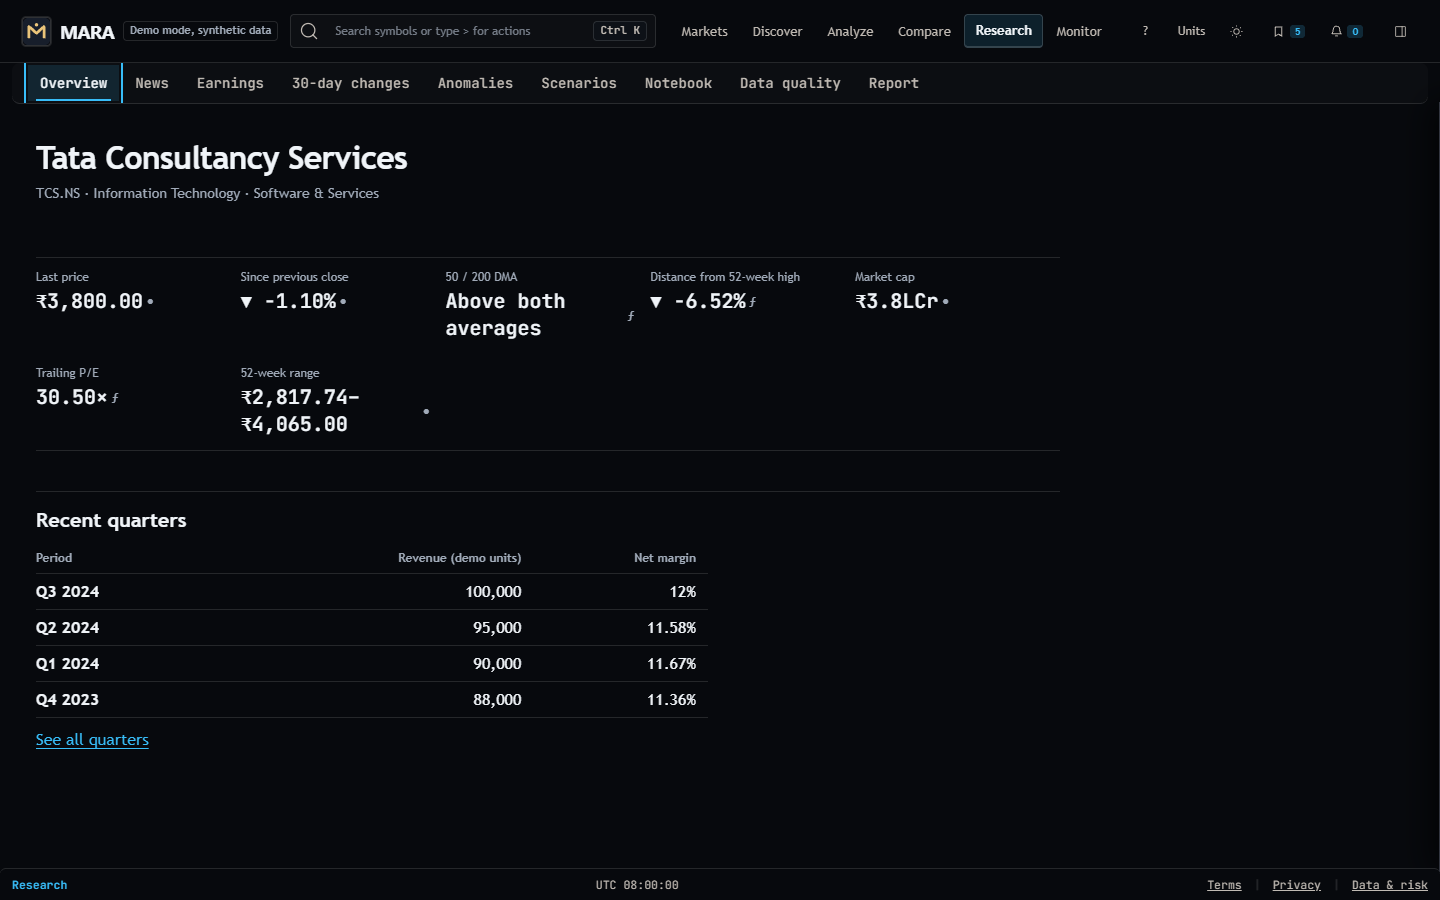 MARA
Demo mode, synthetic data
Search symbols or type > for actions
Ctrl K
Markets
Discover
Analyze
Compare
Research
Monitor
?
Units
5
0
Overview
News
Earnings
30-day changes
Anomalies
Scenarios
Notebook
Data quality
Report
Tata Consultancy Services
TCS.NS · Information Technology · Software & Services
Last price
₹3,800.00
Since previous close
▼ -1.10%
50 / 200 DMA
Above both
averages
ƒ
Distance from 52-week high
▼ -6.52% ƒ
Market cap
₹3.8LCr
Trailing P/E
30.50× ƒ
52-week range
₹2,817.74–
₹4,065.00
Recent quarters
Period Revenue (demo units) Net margin
Q3 2024 100,000 12%
Q2 2024 95,000 11.58%
Q1 2024 90,000 11.67%
Q4 2023 88,000 11.36%
See all quarters
Research
UTC 08:00:00
Terms | Privacy | Data & risk